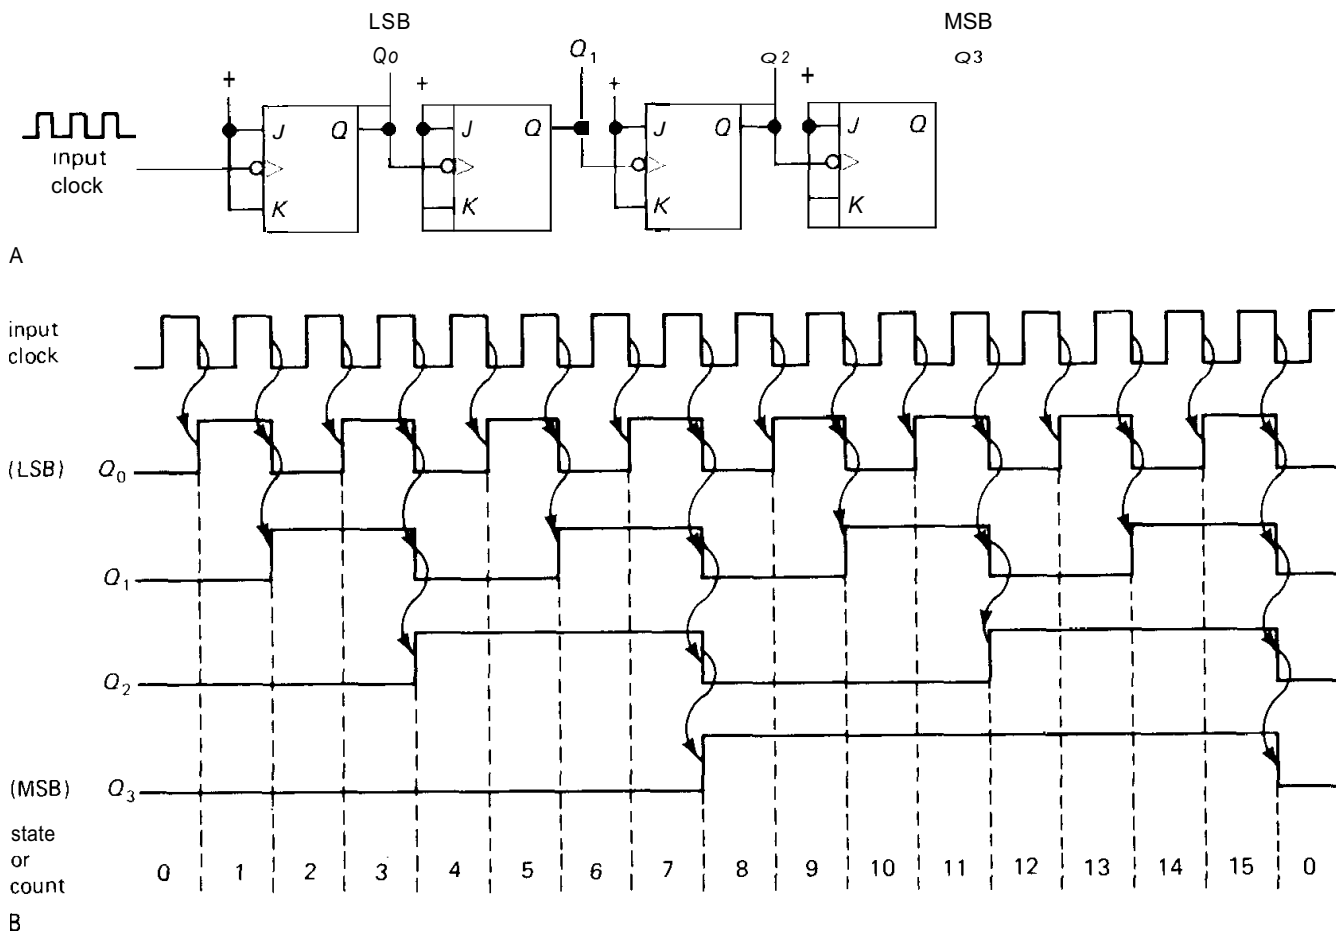 LSB MSB
Q0 Q1 Q2 Q3
+ + + +
J Q J Q J Q J Q
input
clock
K K K K
A
input
clock
(LSB) Q0
Q1
Q2
(MSB) Q3
state
or
count
0 1 2 3 4 5 6 7 8 9 10 11 12 13 14 15 0
B